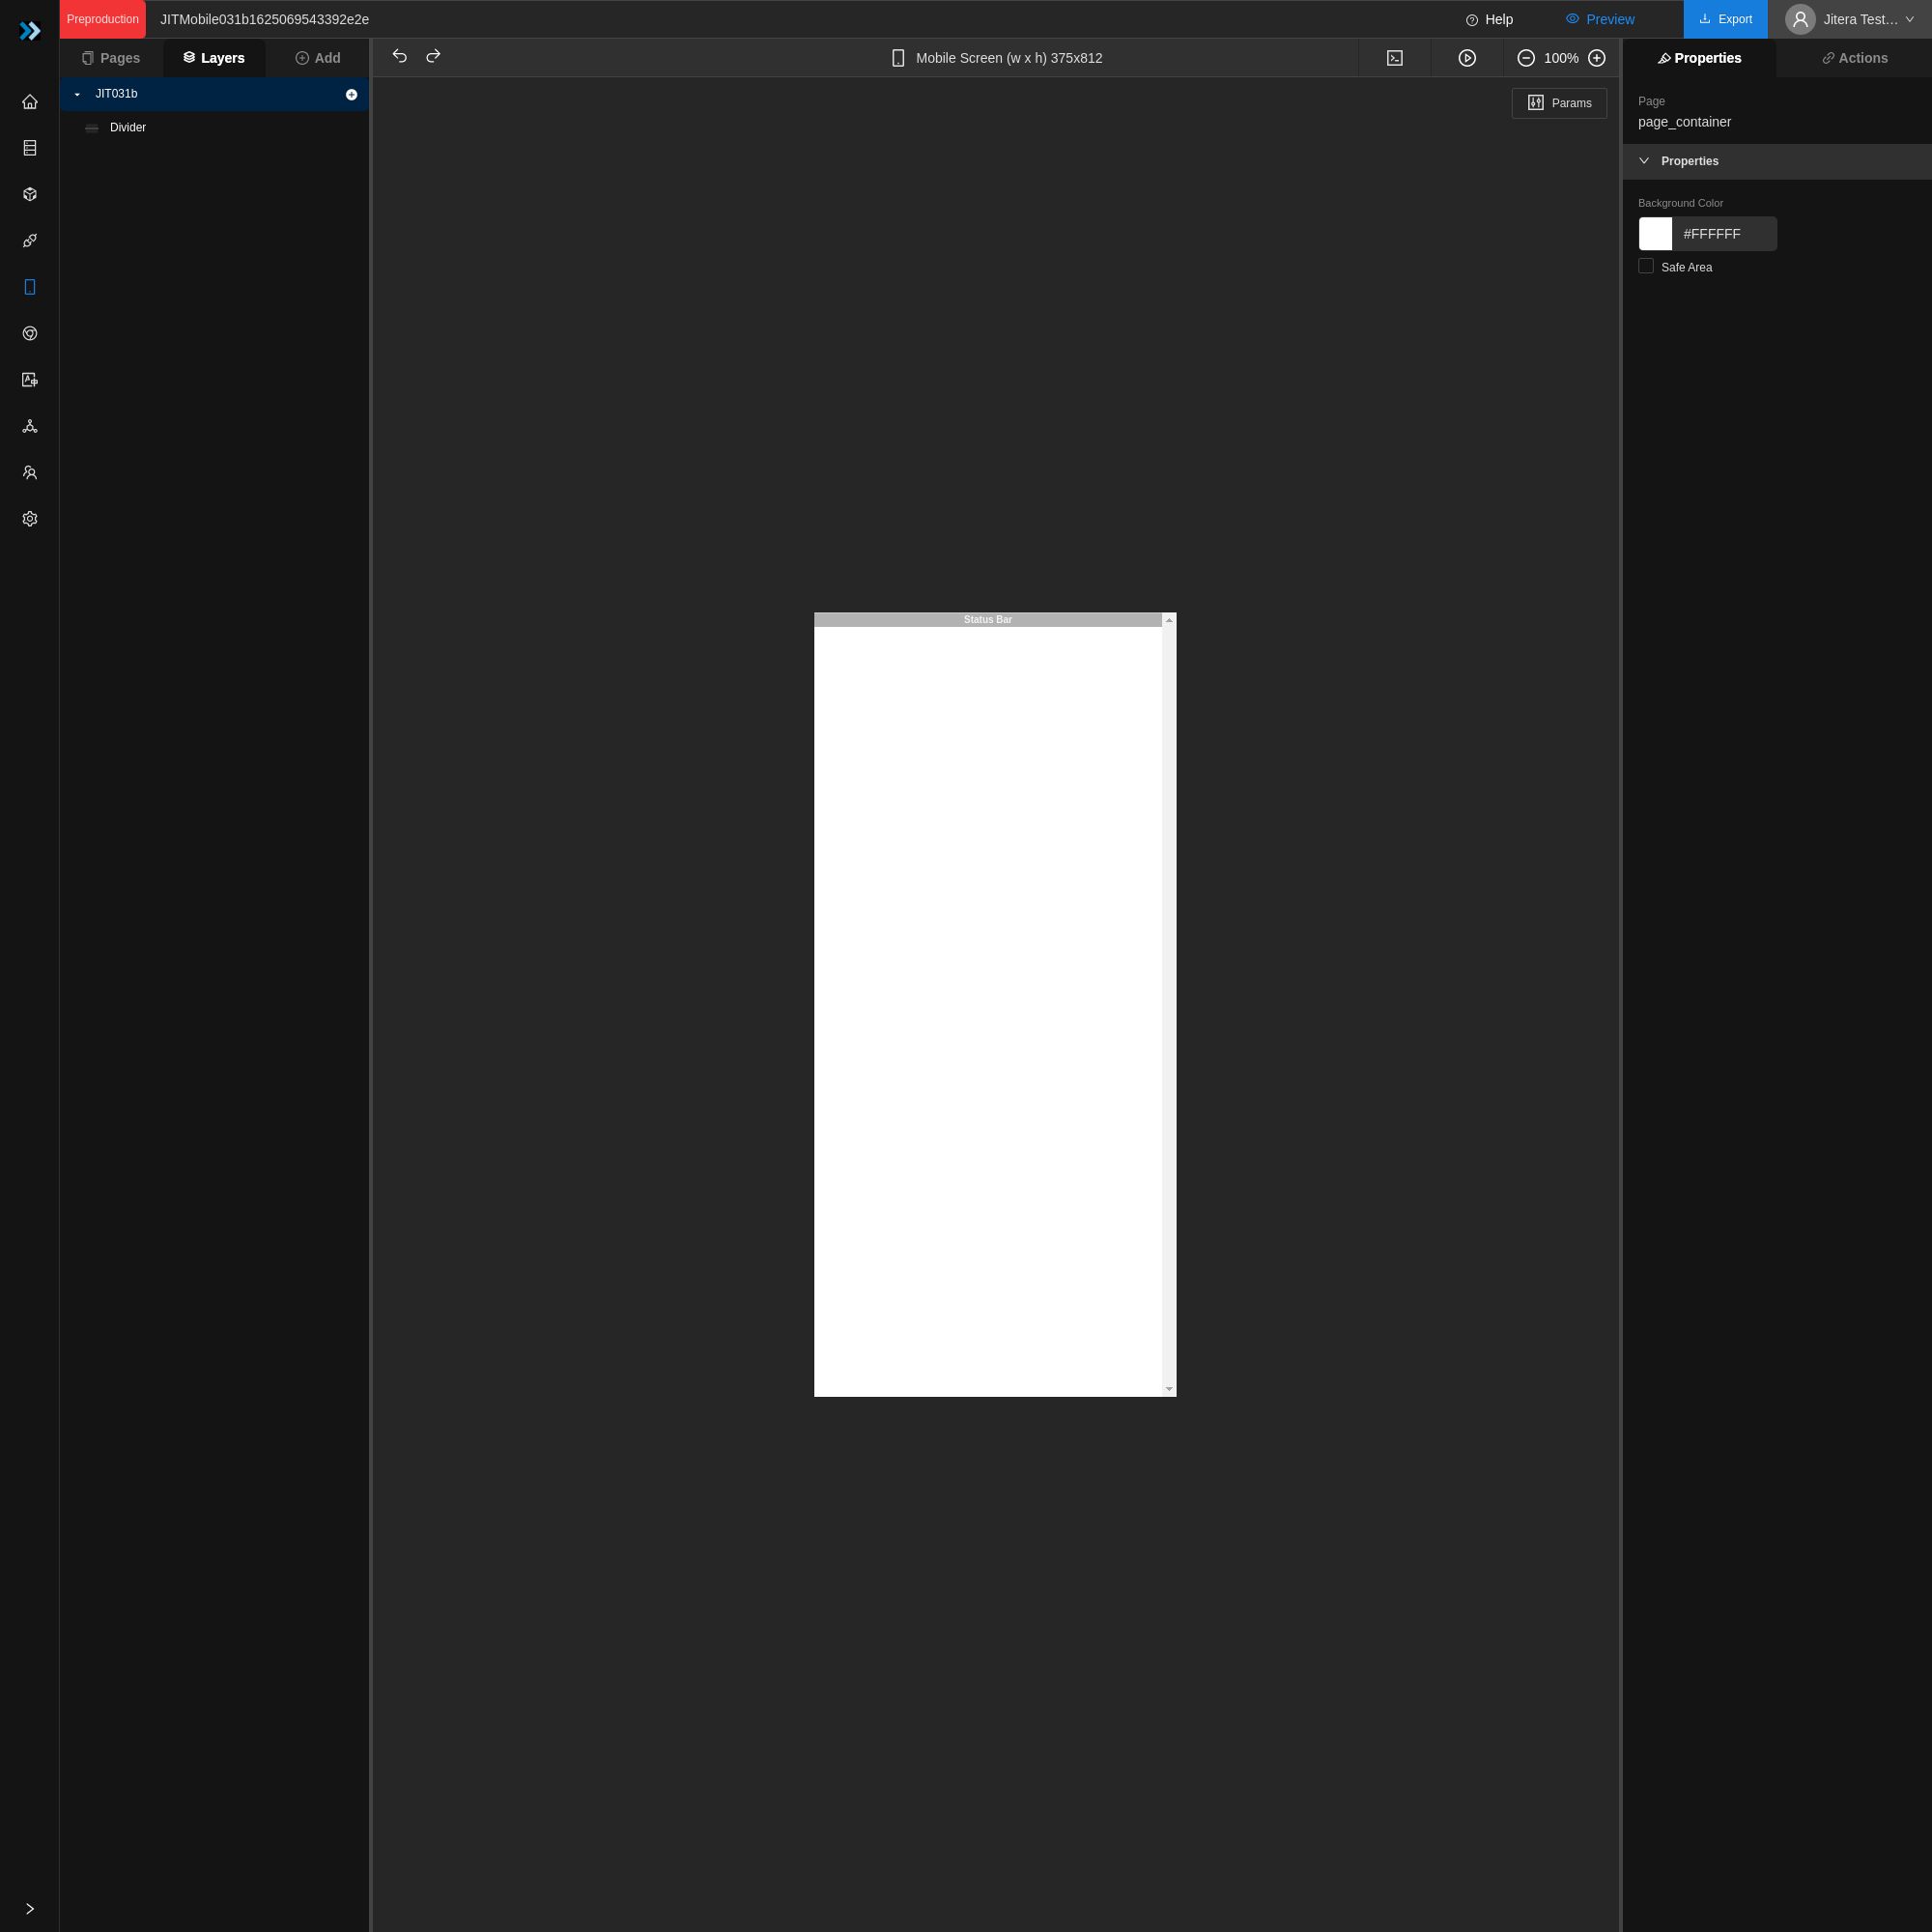 Preproduction
JITMobile031b1625069543392e2e
Help
Preview
Export
Jitera Test…
Pages
Layers
Add
Mobile Screen (w x h) 375x812
100%
Properties
Actions
JIT031b
Divider
Params
Page
page_container
Properties
Background Color
#FFFFFF
Safe Area
Status Bar